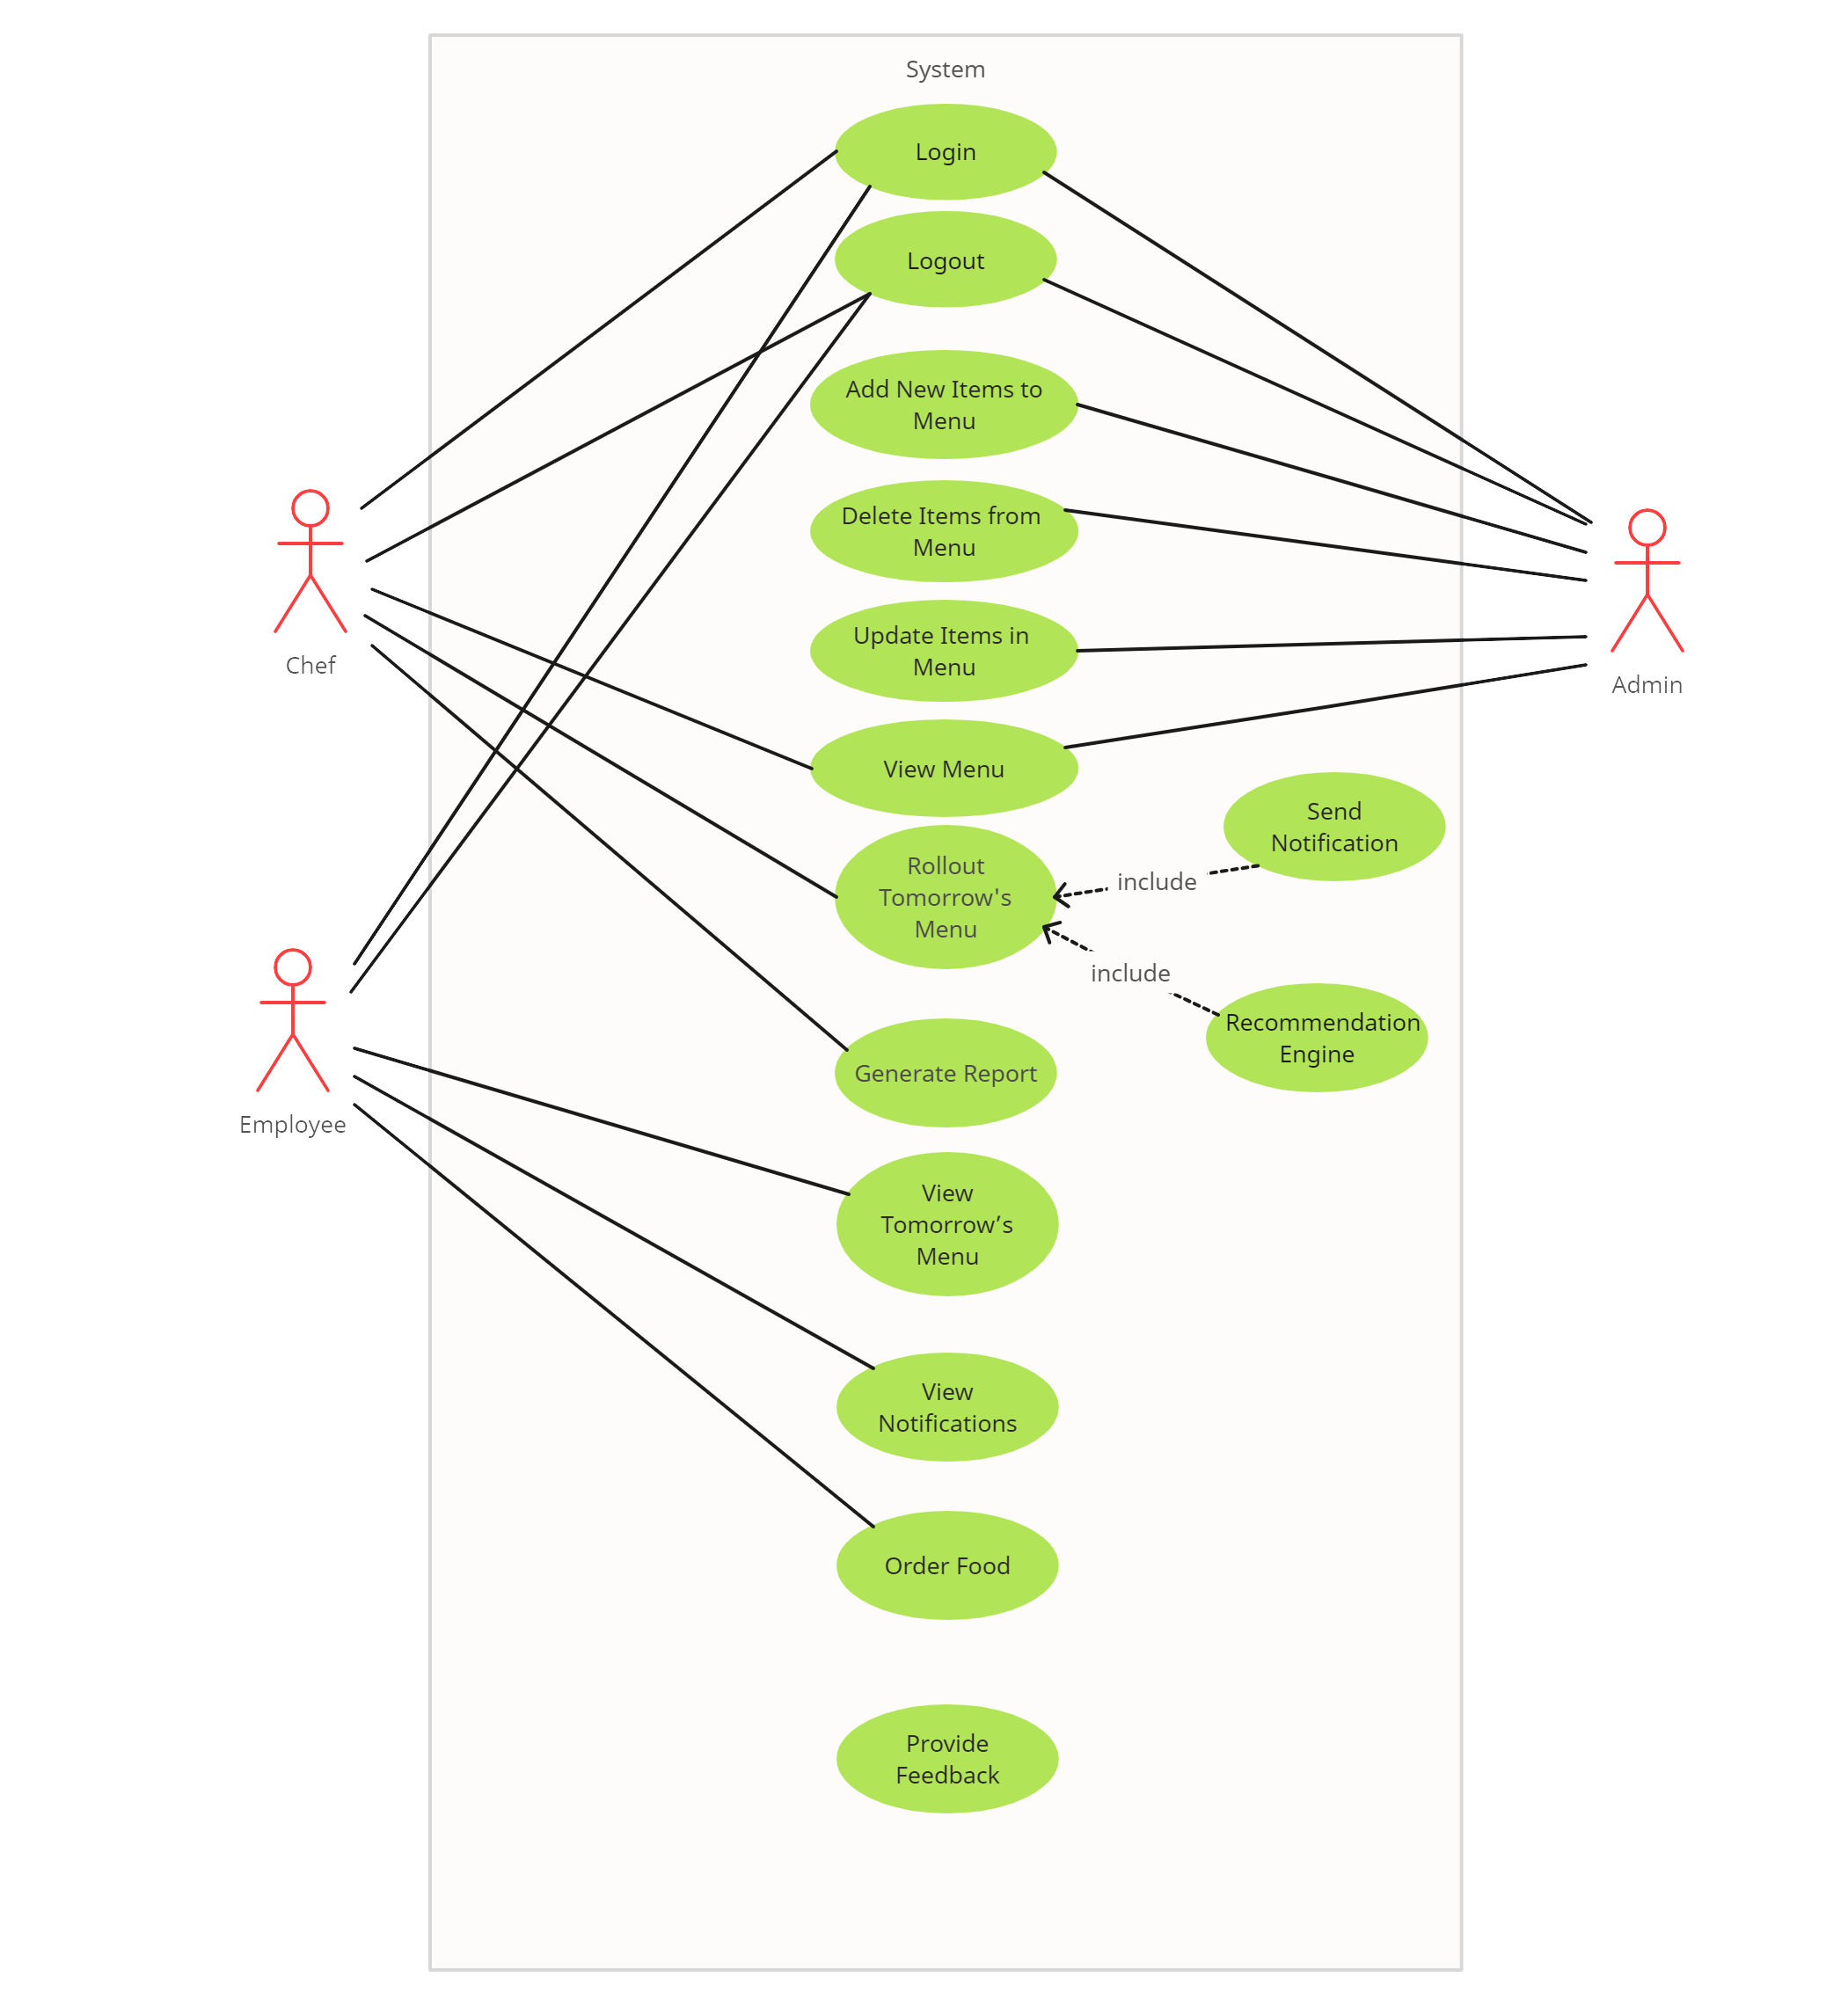 System
Login
Logout
Add New Items to
Menu
Delete Items from
Menu
Update Items in
Menu
Chef
Admin
View Menu
Send
Notification
Rollout
Tomorrow's
Menu
include
include
Recommendation
Engine
Generate Report
Employee
View
Tomorrow’s
Menu
View
Notifications
Order Food
Provide
Feedback